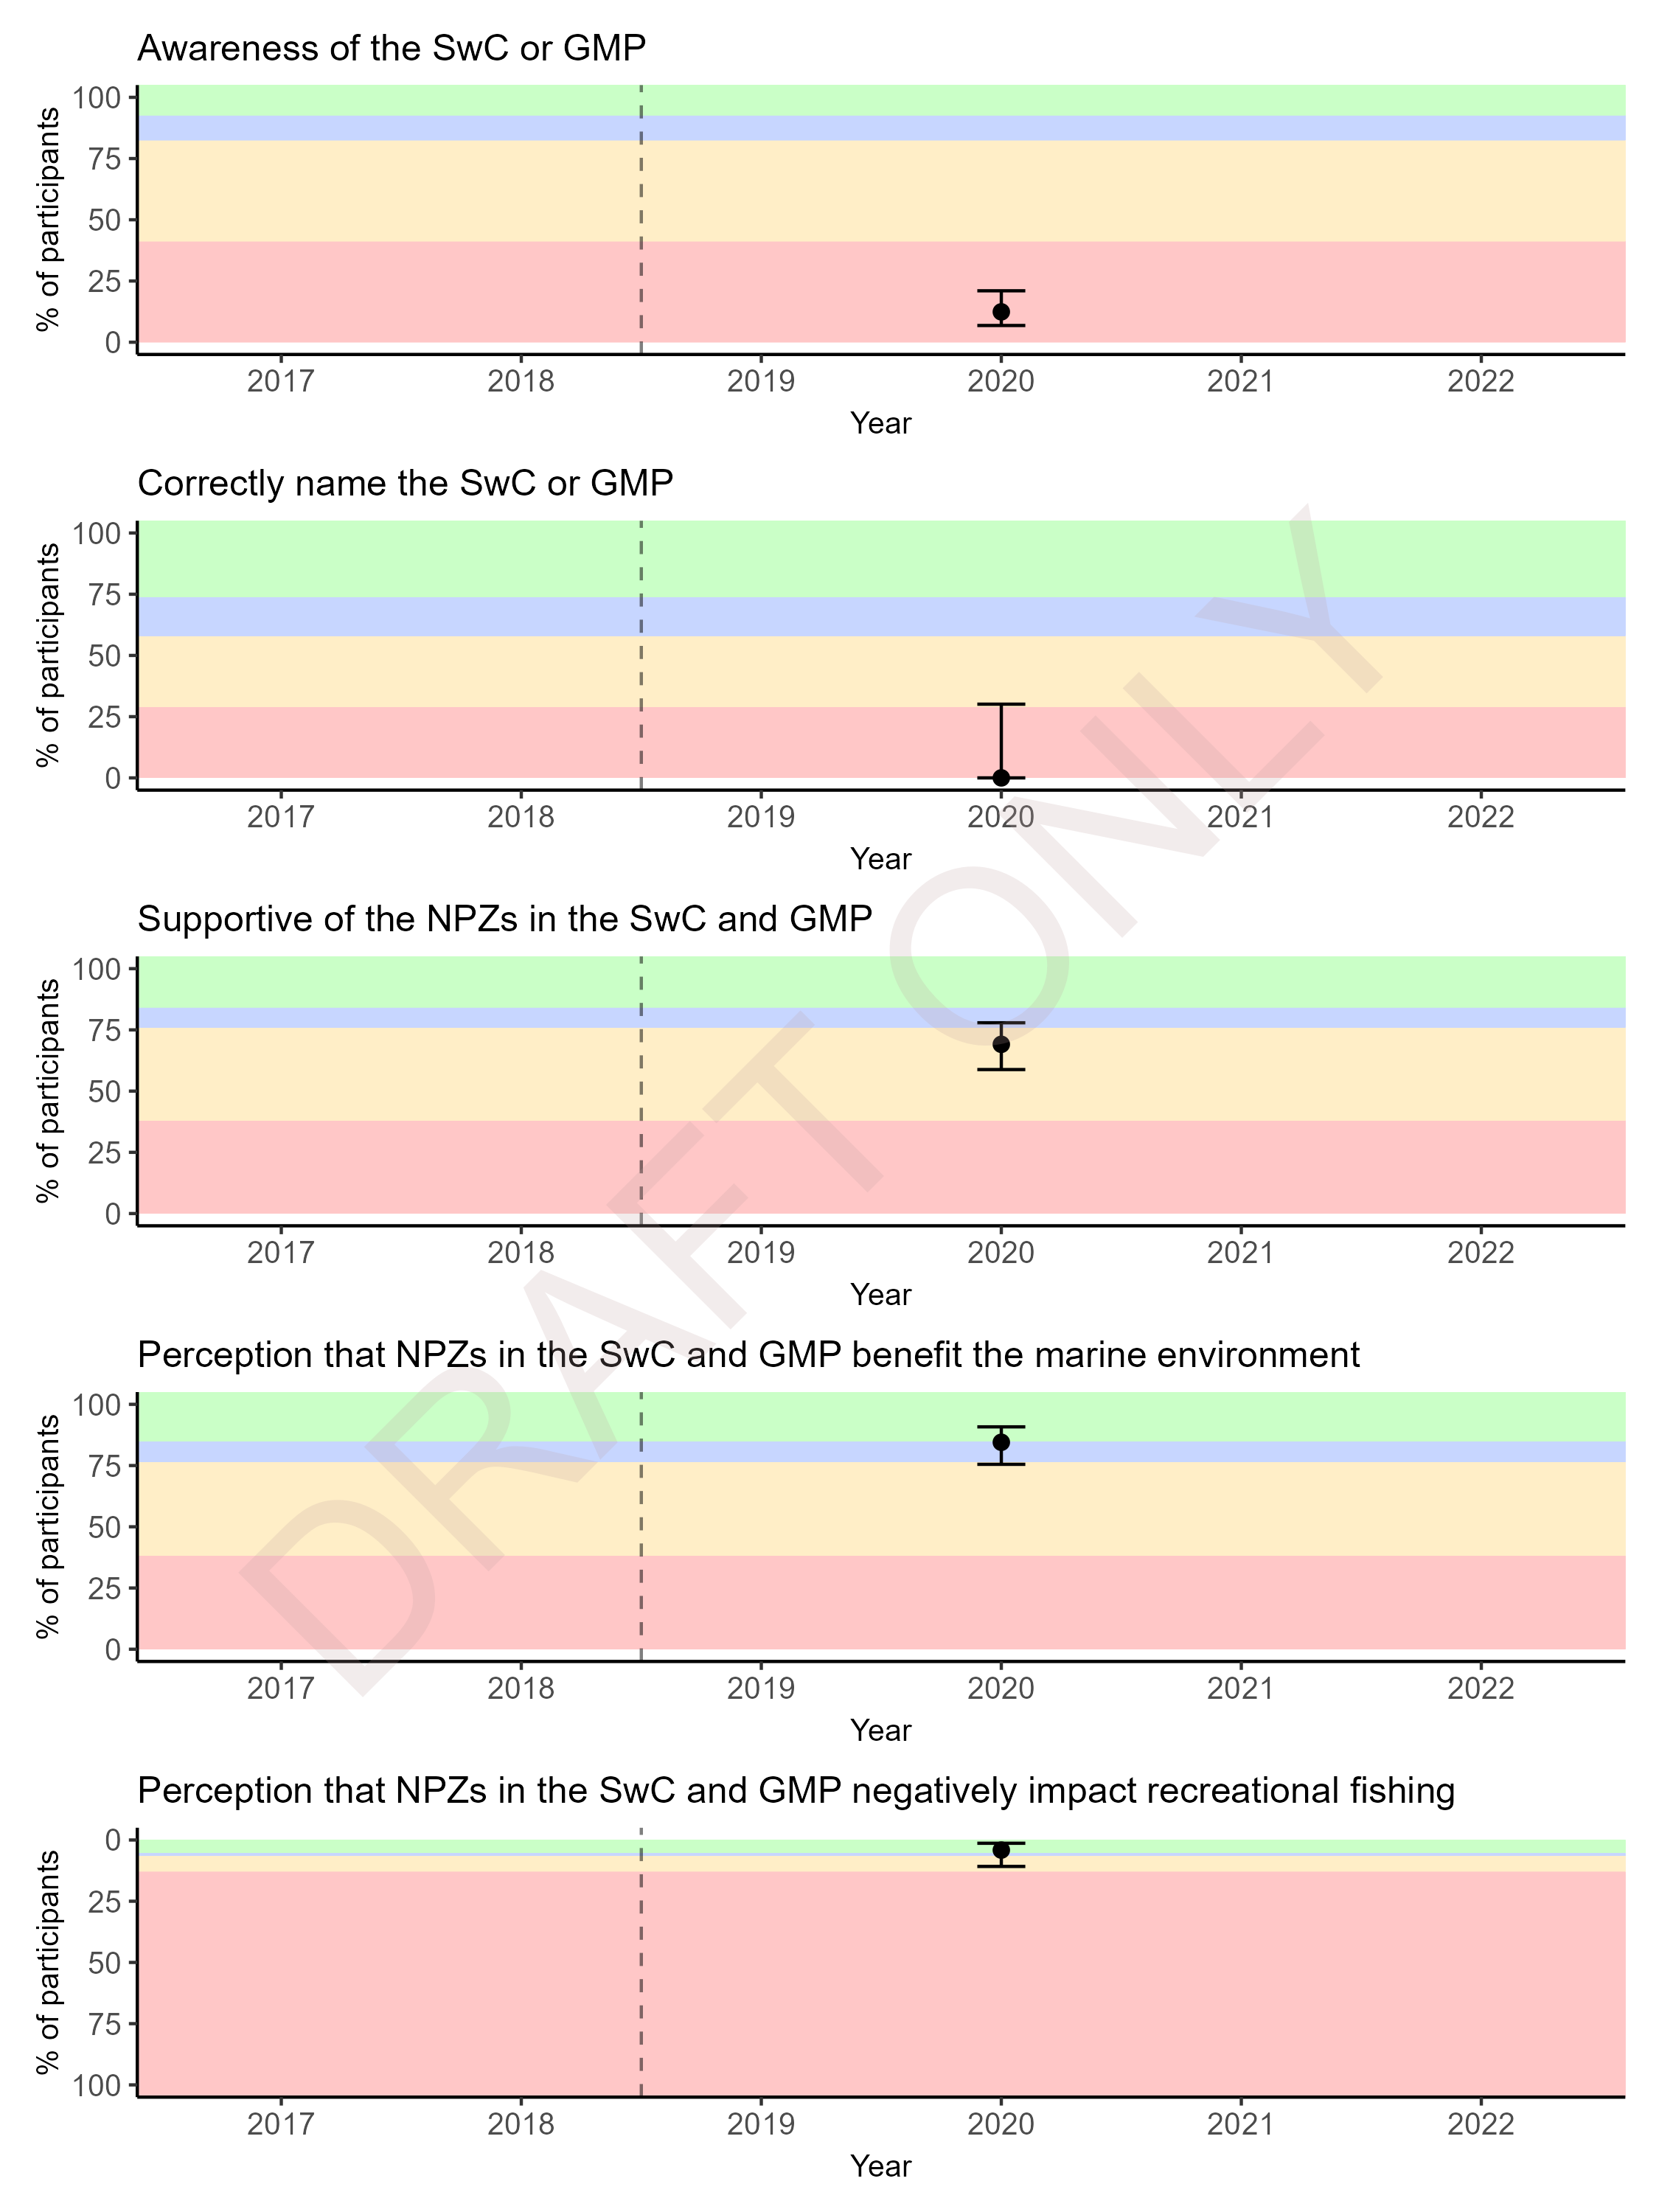 Awareness of the SwC or GMP
% of participants
100
75
50
25
0
2017 2018 2019 2020 2021 2022
Year
Correctly name the SwC or GMP
% of participants
100
75
50
25
0
2017 2018 2019 2020 2021 2022
Year
Supportive of the NPZs in the SwC and GMP
% of participants
100
75
50
25
0
2017 2018 2019 2020 2021 2022
Year
Perception that NPZs in the SwC and GMP benefit the marine environment
% of participants
100
75
50
25
0
2017 2018 2019 2020 2021 2022
Year
Perception that NPZs in the SwC and GMP negatively impact recreational fishing
% of participants
0
25
50
75
100
2017 2018 2019 2020 2021 2022
Year
DRAFT ONLY